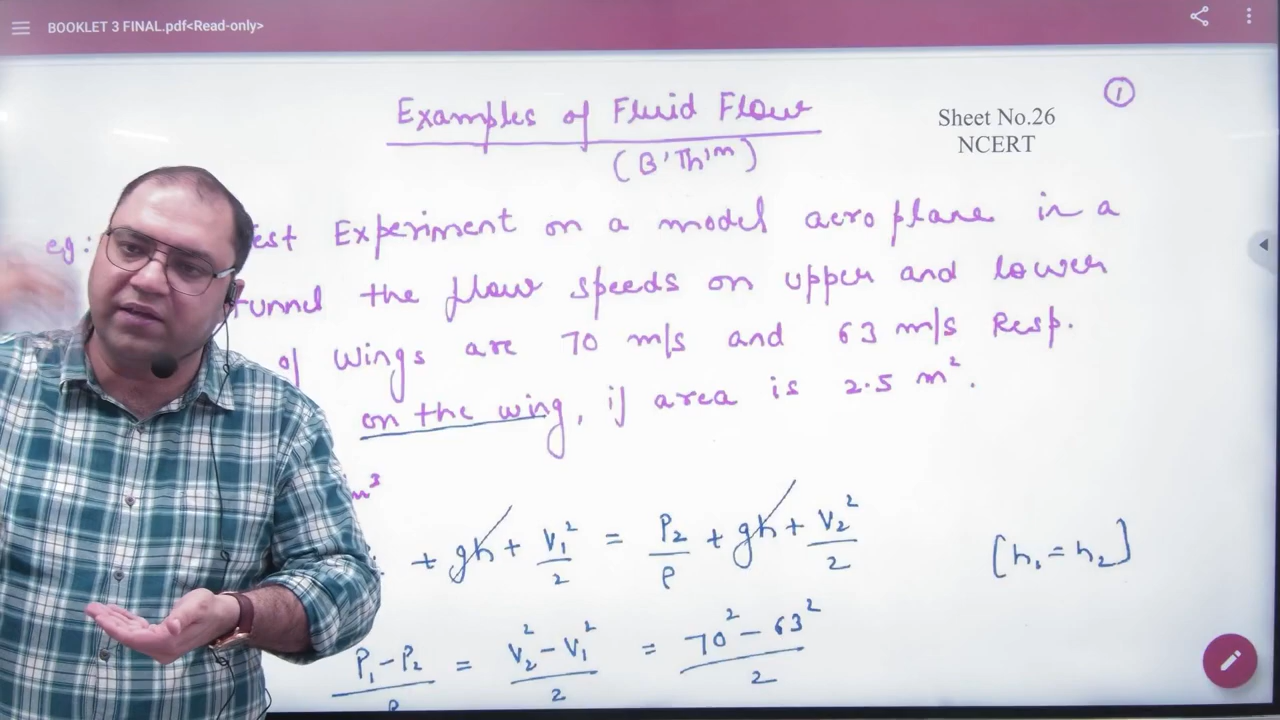 BOOKLET 3 FINAL.pdf<Read-only>
1
Examples of Fluid Flow
(B'Th'm)
Sheet No.26
NCERT
eg: est Experiment on a model aeroplane in a
tunnel the flow speeds on upper and lower
of wings are 70 m/s and 63 m/s Resp.
on the wing, if area is 2.5 m².
m³
+ gh + V₁²/2 = P₂/ρ + gh + V₂²/2 [h₁ = h₂]
P₁-P₂/ρ = V₂² - V₁²/2 = 70² - 63²/2